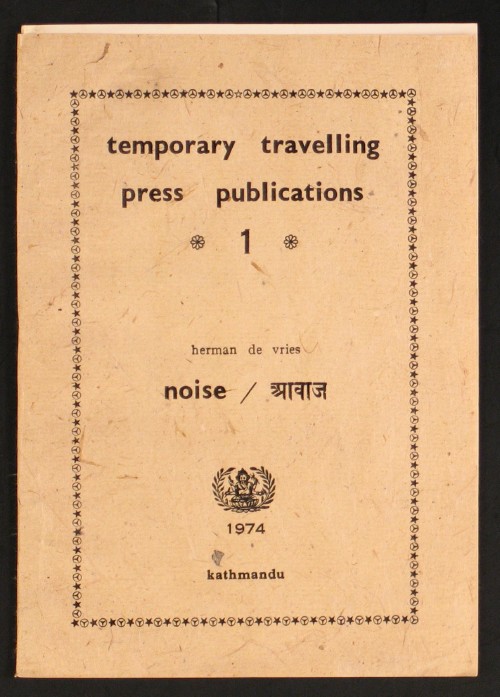 temporary travelling
press publications
1
herman de vries
noise / आवाज
1974
kathmandu